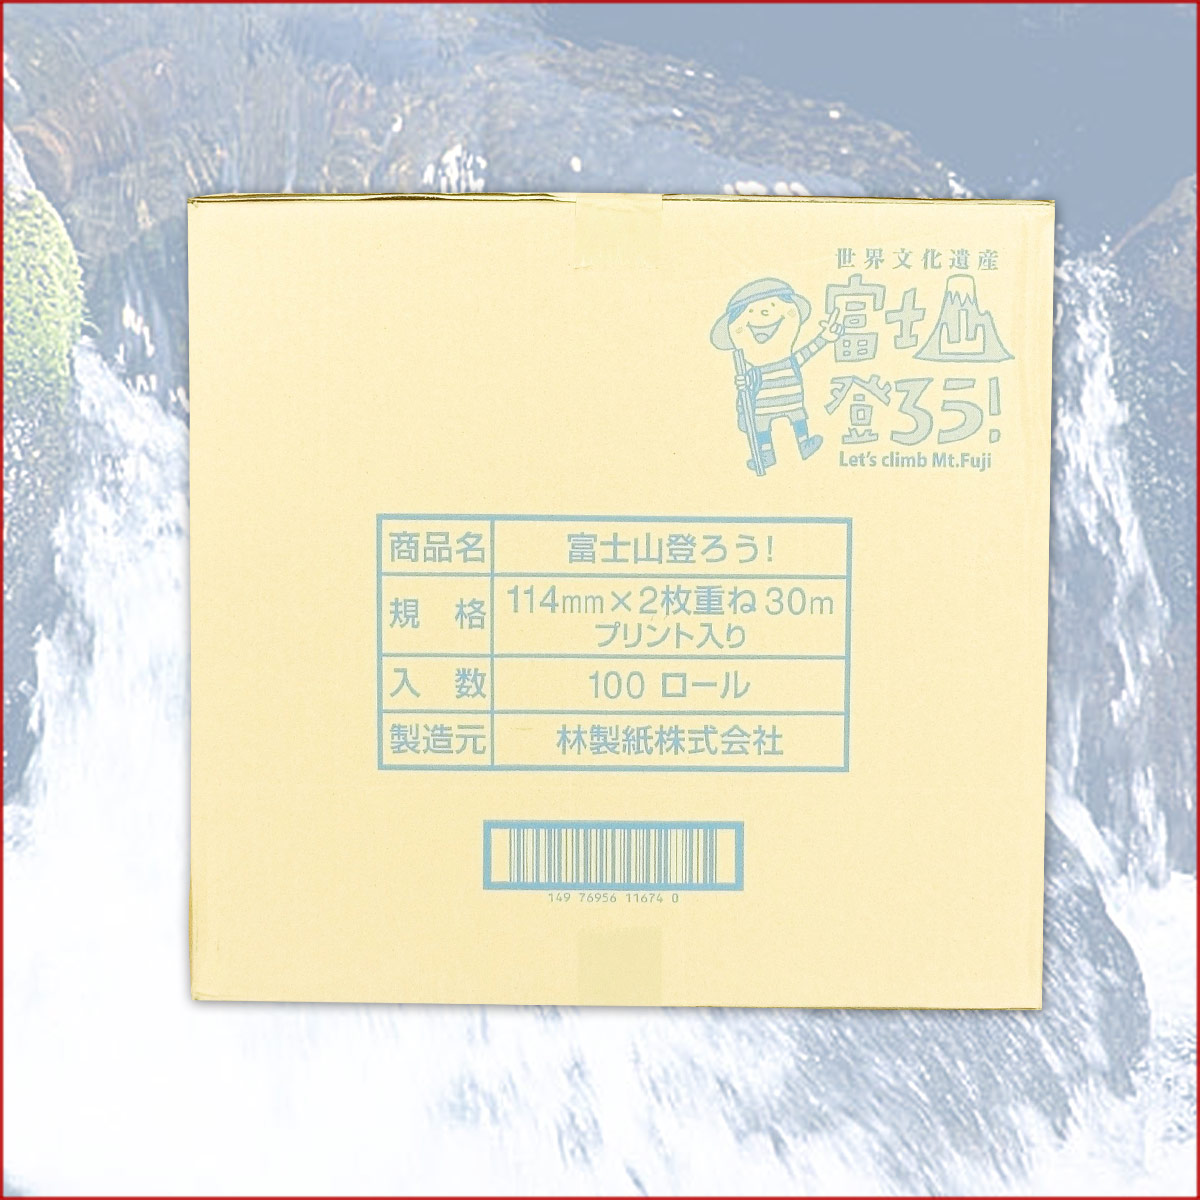 世界文化遺産
富士山
登ろう!
Let's climb Mt.Fuji
商品名 富士山登ろう!
規格 114mm×2枚重ね 30m
プリント入り
入数 100 ロール
製造元 林製紙株式会社
149 76956 11674 0